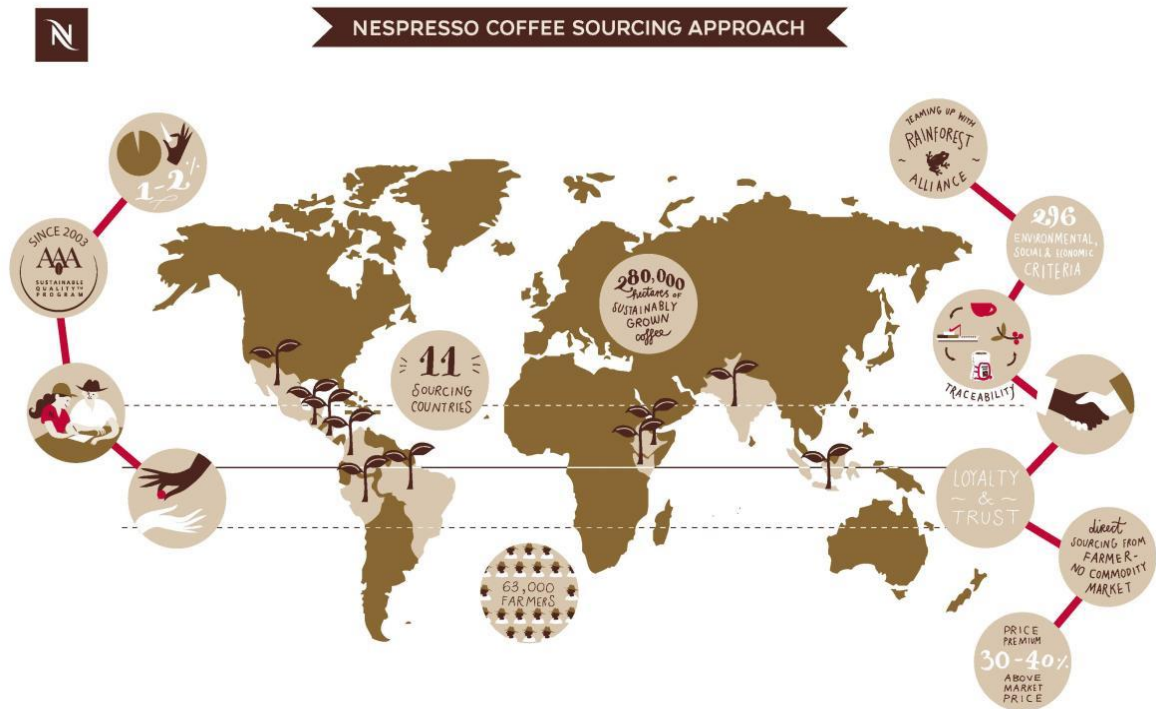 N
NESPRESSO COFFEE SOURCING APPROACH
1-2%
SINCE 2003
AAA
SUSTAINABLE
QUALITY™
PROGRAM
11
SOURCING
COUNTRIES
280,000
hectares of
SUSTAINABLY
GROWN
coffee
63,000
FARMERS
TEAMING UP WITH
RAINFOREST
~ ~
ALLIANCE
296
ENVIRONMENTAL,
SOCIAL & ECONOMIC
CRITERIA
TRACEABILITY
LOYALTY
~ & ~
TRUST
direct
SOURCING FROM
FARMER-
NO COMMODITY
MARKET
PRICE
PREMIUM
30-40%
ABOVE
MARKET
PRICE